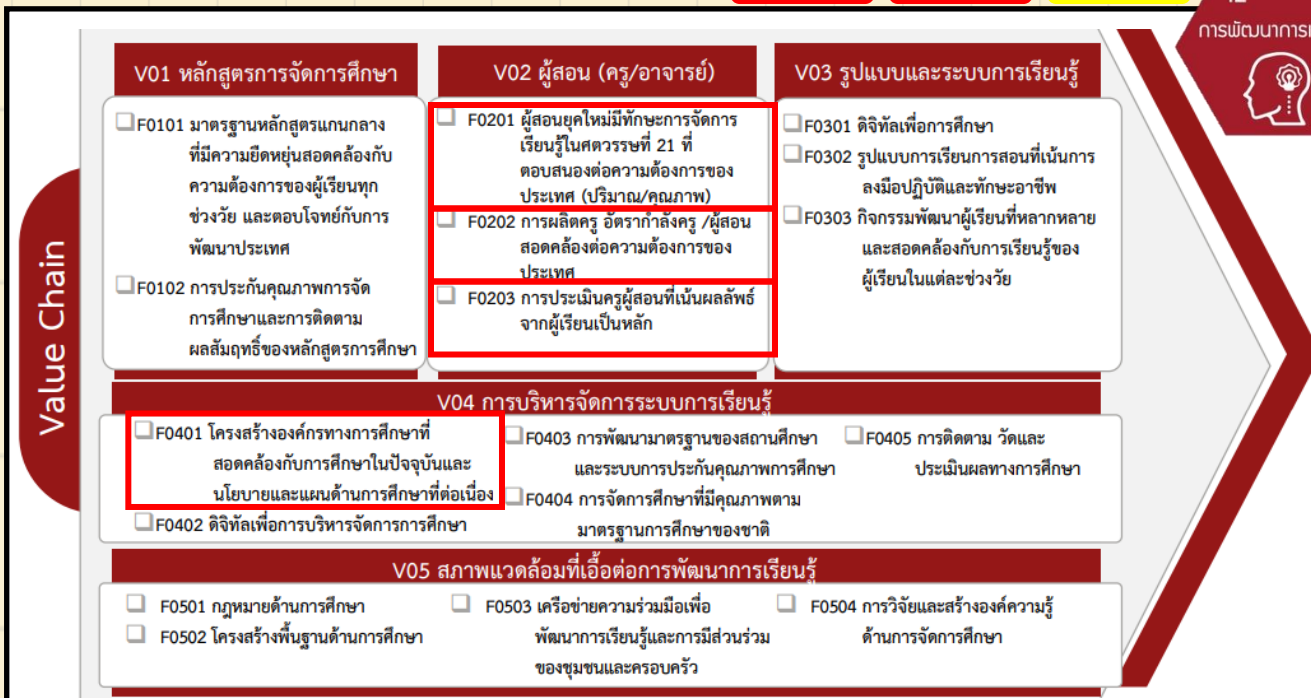 การพัฒนาการเ
Value Chain
V01 หลักสูตรการจัดการศึกษา
❑F0101 มาตรฐานหลักสูตรแกนกลาง
ที่มีความยืดหยุ่นสอดคล้องกับ
ความต้องการของผู้เรียนทุก
ช่วงวัย และตอบโจทย์กับการ
พัฒนาประเทศ
❑F0102 การประกันคุณภาพการจัด
การศึกษาและการติดตาม
ผลสัมฤทธิ์ของหลักสูตรการศึกษา
V02 ผู้สอน (ครู/อาจารย์)
❑ F0201 ผู้สอนยุคใหม่มีทักษะการจัดการ
เรียนรู้ในศตวรรษที่ 21 ที่
ตอบสนองต่อความต้องการของ
ประเทศ (ปริมาณ/คุณภาพ)
❑ F0202 การผลิตครู อัตรากำลังครู /ผู้สอน
สอดคล้องต่อความต้องการของ
ประเทศ
❑ F0203 การประเมินครูผู้สอนที่เน้นผลลัพธ์
จากผู้เรียนเป็นหลัก
V03 รูปแบบและระบบการเรียนรู้
❑F0301 ดิจิทัลเพื่อการศึกษา
❑F0302 รูปแบบการเรียนการสอนที่เน้นการ
ลงมือปฏิบัติและทักษะอาชีพ
❑F0303 กิจกรรมพัฒนาผู้เรียนที่หลากหลาย
และสอดคล้องกับการเรียนรู้ของ
ผู้เรียนในแต่ละช่วงวัย
V04 การบริหารจัดการระบบการเรียนรู้
❑F0401 โครงสร้างองค์กรทางการศึกษาที่
สอดคล้องกับการศึกษาในปัจจุบันและ
นโยบายและแผนด้านการศึกษาที่ต่อเนื่อง
❑F0402 ดิจิทัลเพื่อการบริหารจัดการการศึกษา
❑F0403 การพัฒนามาตรฐานของสถานศึกษา
และระบบการประกันคุณภาพการศึกษา
❑F0404 การจัดการศึกษาที่มีคุณภาพตาม
มาตรฐานการศึกษาของชาติ
❑F0405 การติดตาม วัดและ
ประเมินผลทางการศึกษา
V05 สภาพแวดล้อมที่เอื้อต่อการพัฒนาการเรียนรู้
❑ F0501 กฎหมายด้านการศึกษา
❑ F0502 โครงสร้างพื้นฐานด้านการศึกษา
❑ F0503 เครือข่ายความร่วมมือเพื่อ
พัฒนาการเรียนรู้และการมีส่วนร่วม
ของชุมชนและครอบครัว
❑ F0504 การวิจัยและสร้างองค์ความรู้
ด้านการจัดการศึกษา